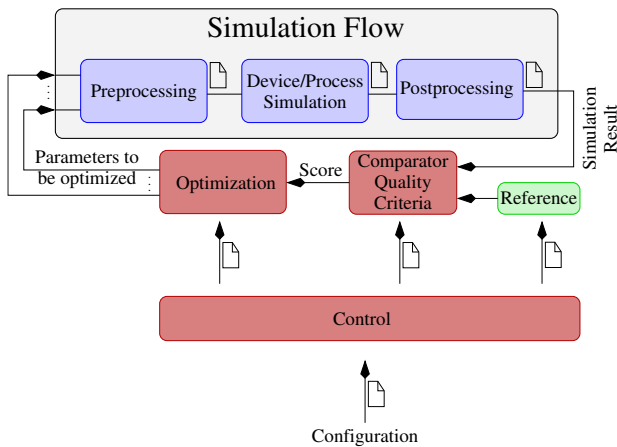 Simulation Flow
Preprocessing
Device/Process
Simulation
Postprocessing
Simulation
Result
Parameters to
be optimized
Optimization
Score
Comparator
Quality
Criteria
Reference
Control
Configuration